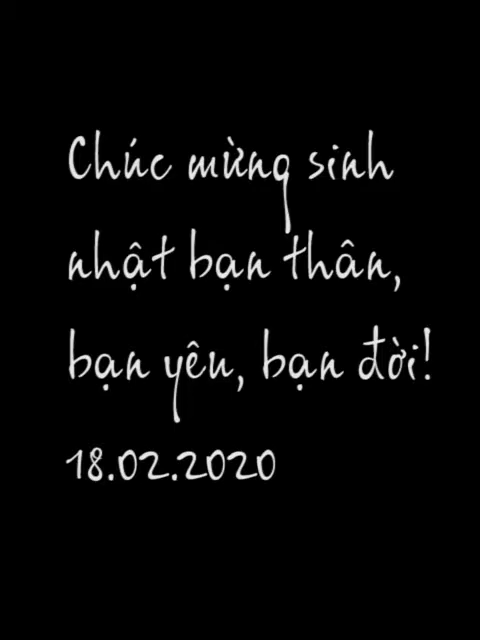 Chúc mừng sinh
nhật bạn thân,
bạn yêu, bạn đời!
18.02.2020